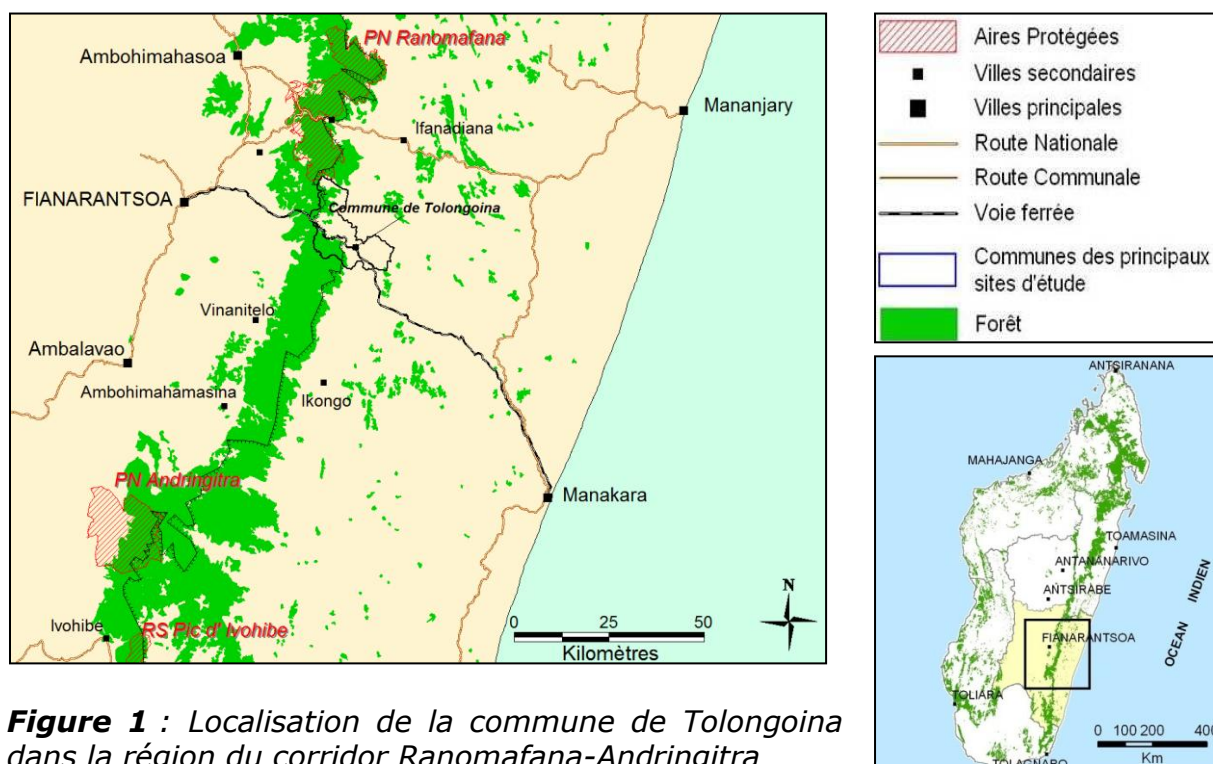 PN Ranomafana
Ambohimahasoa
Mananjary
Ifanadiana
FIANARANTSOA
Commune de Tolongoina
Vinanitelo
Ambalavao
Ambohimahamasina
Ikongo
PN Andringitra
Manakara
N
Ivohibe
RS Pic d' Ivohibe
0 25 50
Kilomètres
Aires Protégées
Villes secondaires
Villes principales
Route Nationale
Route Communale
Voie ferrée
Communes des principaux
sites d'étude
Forêt
ANTSIRANANA
MAHAJANGA
TOAMASINA
ANTANANARIVO
ANTSIRABE
FIANARANTSOA
OCEAN INDIEN
TOLIARA
0 100 200 400
Km
TOLAGNARO
Figure 1 : Localisation de la commune de Tolongoina
dans la région du corridor Ranomafana-Andringitra